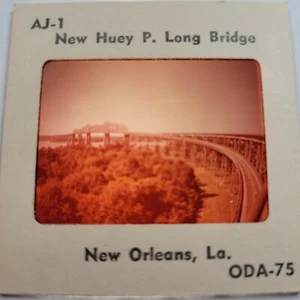 AJ-1
New Huey P. Long Bridge
New Orleans, La.
ODA-75